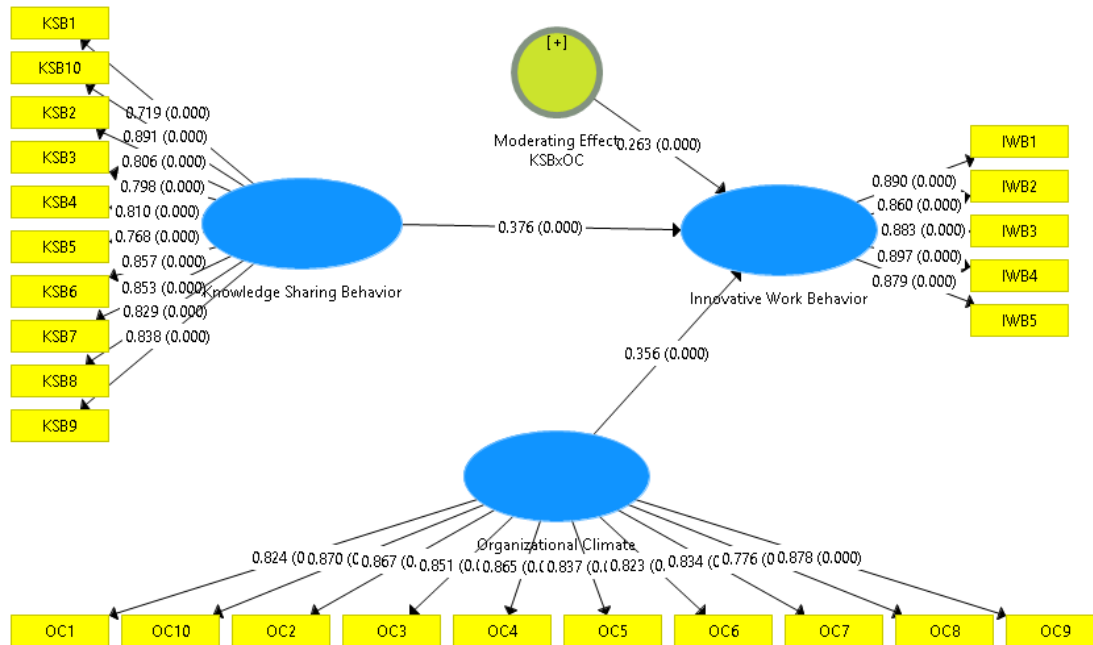 KSB1
KSB10
KSB2
KSB3
KSB4
KSB5
KSB6
KSB7
KSB8
KSB9
0.719 (0.000)
0.891 (0.000)
0.806 (0.000)
0.798 (0.000)
0.810 (0.000)
0.768 (0.000)
0.857 (0.000)
0.853 (0.000)
0.829 (0.000)
0.838 (0.000)
Knowledge Sharing Behavior
[+]
Moderating Effect
KSBxOC
0.263 (0.000)
0.376 (0.000)
0.356 (0.000)
Innovative Work Behavior
0.890 (0.000)
0.860 (0.000)
0.883 (0.000)
0.897 (0.000)
0.879 (0.000)
IWB1
IWB2
IWB3
IWB4
IWB5
Organizational Climate
0.824 0.870 0.867 0.851 0.865 0.837 0.823 0.834 0.776 0.878 (0.000)
OC1 OC10 OC2 OC3 OC4 OC5 OC6 OC7 OC8 OC9